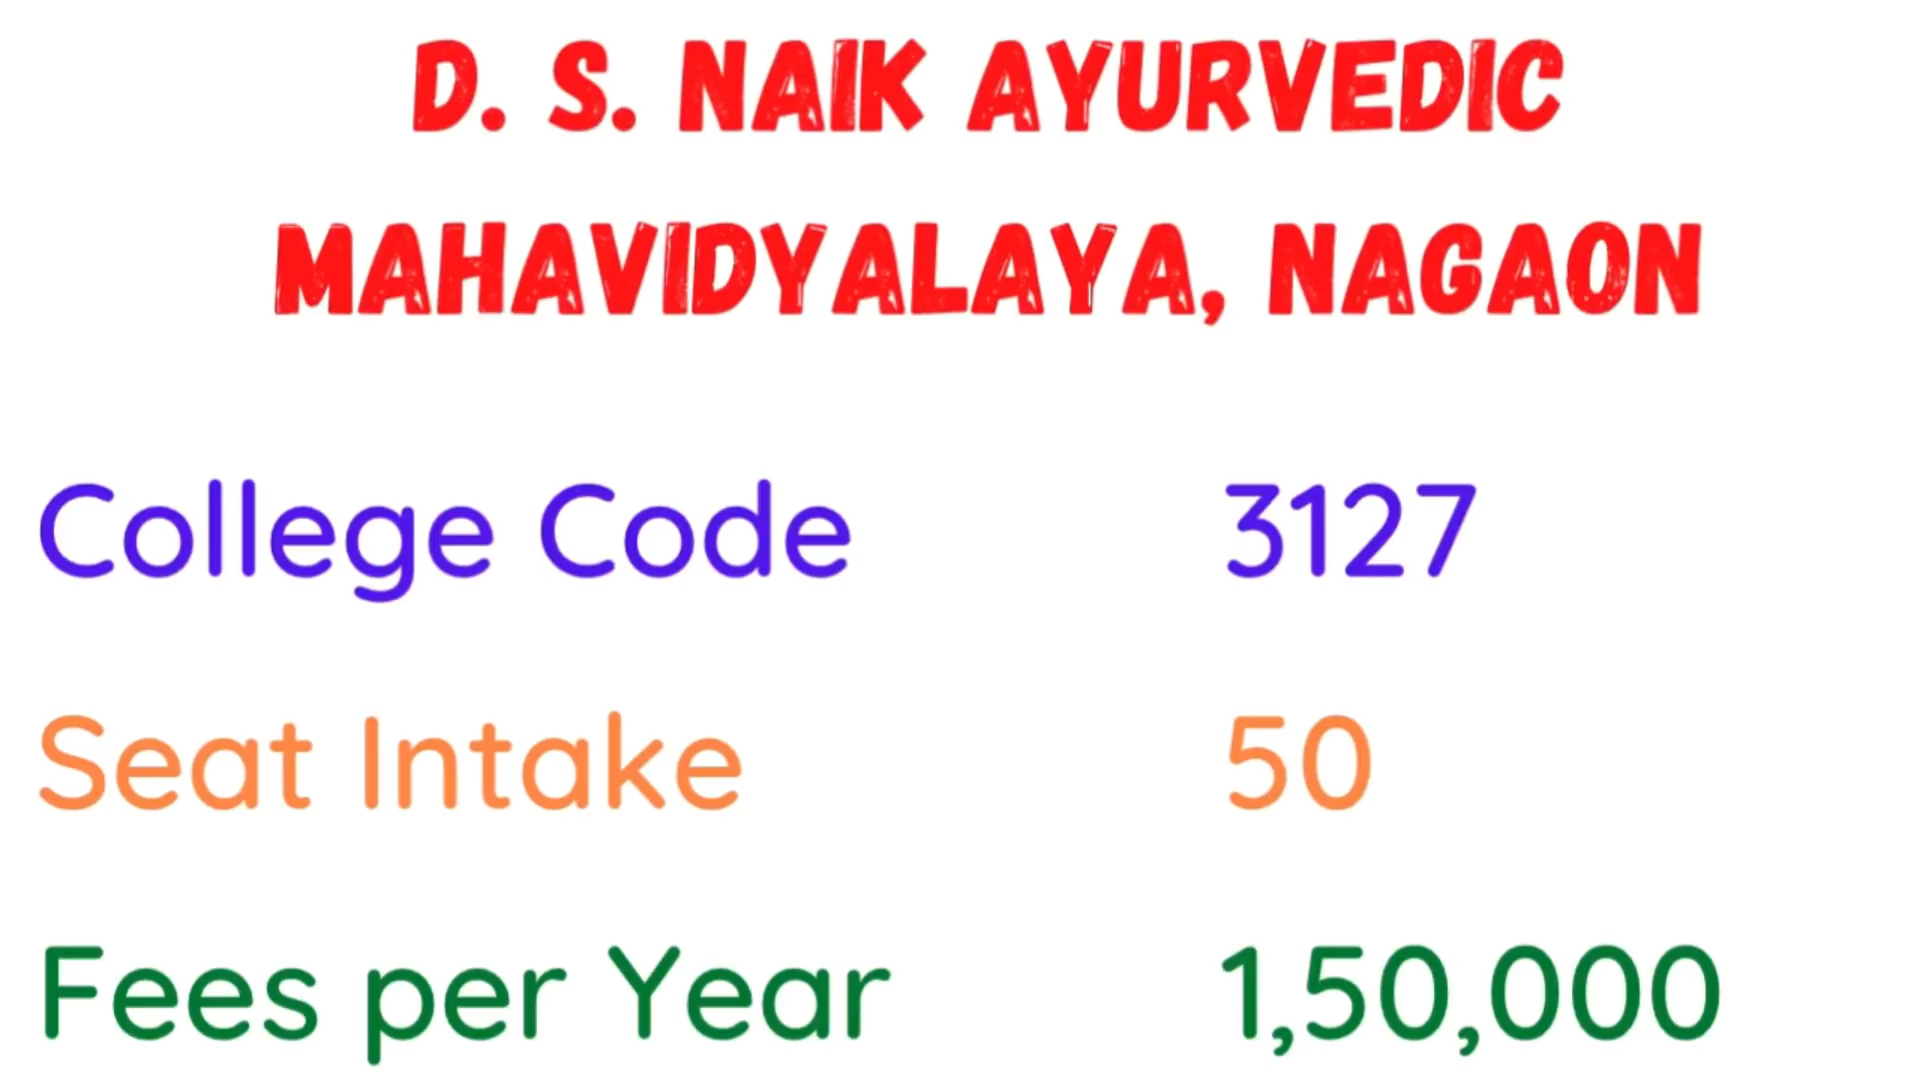 D. S. NAIK AYURVEDIC
MAHAVIDYALAYA, NAGAON
College Code 3127
Seat Intake 50
Fees per Year 1,50,000